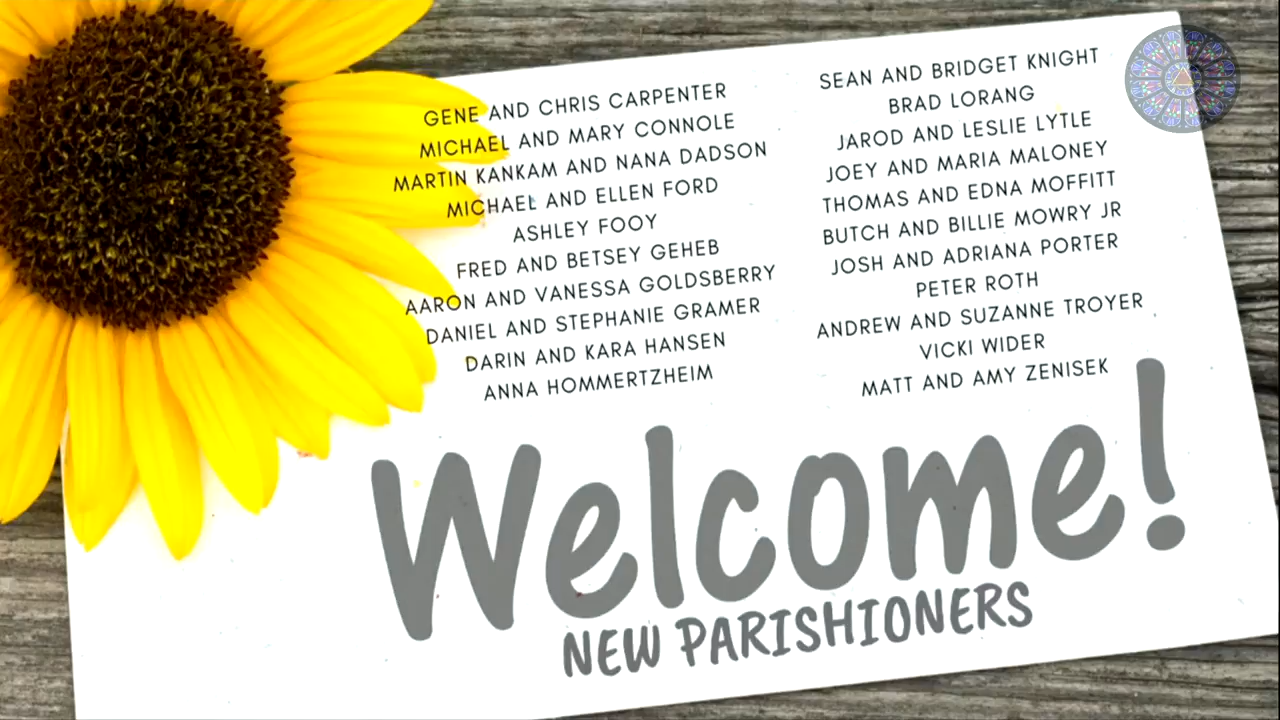 GENE AND CHRIS CARPENTER
MICHAEL AND MARY CONNOLE
MARTIN KANKAM AND NANA DADSON
MICHAEL AND ELLEN FORD
ASHLEY FOOY
FRED AND BETSEY GEHEB
AARON AND VANESSA GOLDSBERRY
DANIEL AND STEPHANIE GRAMER
DARIN AND KARA HANSEN
ANNA HOMMERTZHEIM
SEAN AND BRIDGET KNIGHT
BRAD LORANG
JAROD AND LESLIE LYTLE
JOEY AND MARIA MALONEY
THOMAS AND EDNA MOFFITT
BUTCH AND BILLIE MOWRY JR
JOSH AND ADRIANA PORTER
PETER ROTH
ANDREW AND SUZANNE TROYER
VICKI WIDER
MATT AND AMY ZENISEK
Welcome!
NEW PARISHIONERS